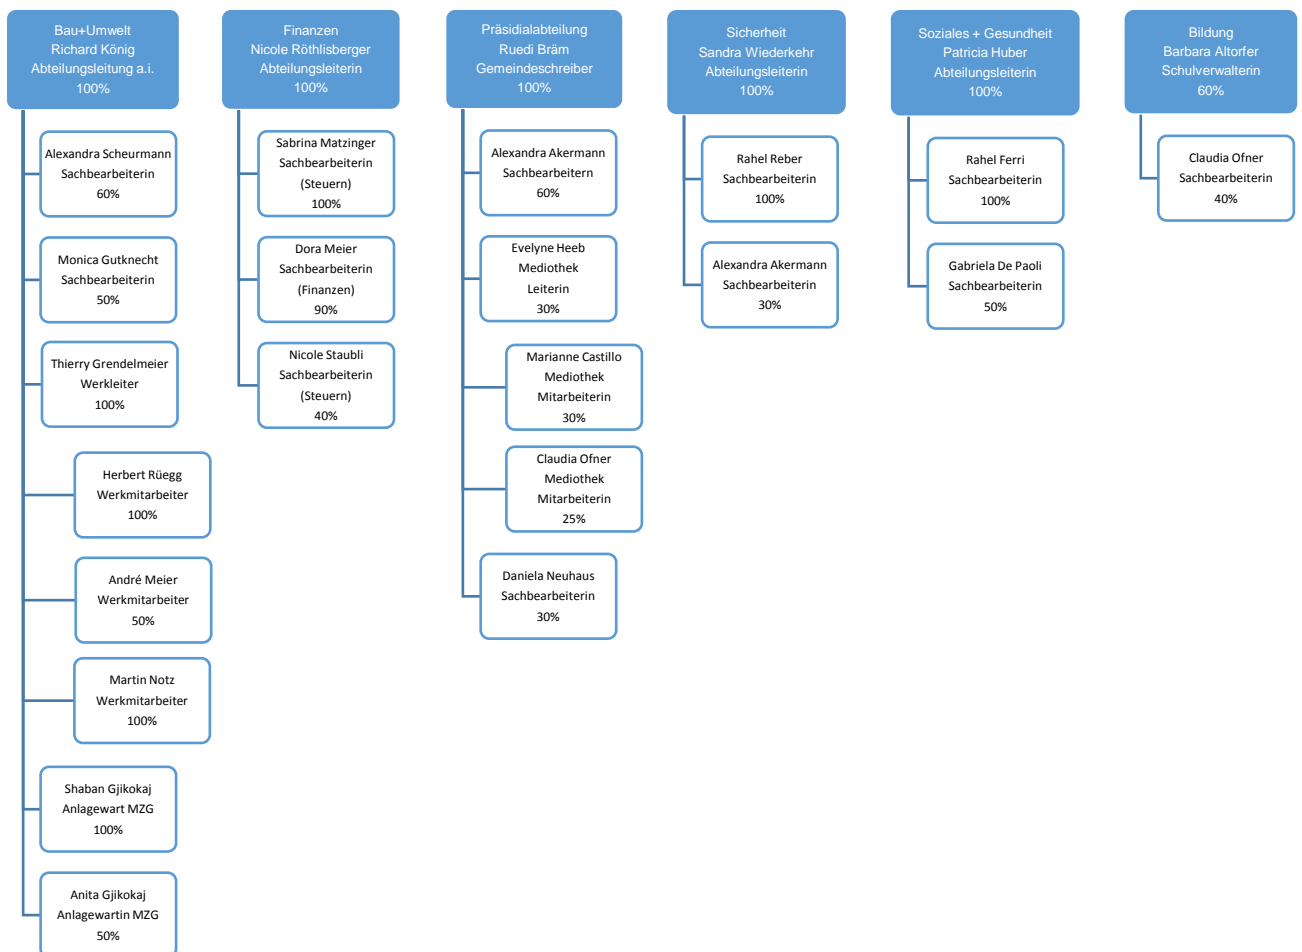 Bau+Umwelt
Richard König
Abteilungsleitung a.i.
100%
Alexandra Scheurmann
Sachbearbeiterin
60%
Monica Gutknecht
Sachbearbeiterin
50%
Thierry Grendelmeier
Werkleiter
100%
Herbert Rüegg
Werkmitarbeiter
100%
André Meier
Werkmitarbeiter
50%
Martin Notz
Werkmitarbeiter
100%
Shaban Gjikokaj
Anlagewart MZG
100%
Anita Gjikokaj
Anlagewartin MZG
50%
Finanzen
Nicole Röthlisberger
Abteilungsleiterin
100%
Sabrina Matzinger
Sachbearbeiterin
(Steuern)
100%
Dora Meier
Sachbearbeiterin
(Finanzen)
90%
Nicole Staubli
Sachbearbeiterin
(Steuern)
40%
Präsidialabteilung
Ruedi Bräm
Gemeindeschreiber
100%
Alexandra Akermann
Sachbearbeitern
60%
Evelyne Heeb
Mediothek
Leiterin
30%
Marianne Castillo
Mediothek
Mitarbeiterin
30%
Claudia Ofner
Mediothek
Mitarbeiterin
25%
Daniela Neuhaus
Sachbearbeiterin
30%
Sicherheit
Sandra Wiederkehr
Abteilungsleiterin
100%
Rahel Reber
Sachbearbeiterin
100%
Alexandra Akermann
Sachbearbeiterin
30%
Soziales + Gesundheit
Patricia Huber
Abteilungsleiterin
100%
Rahel Ferri
Sachbearbeiterin
100%
Gabriela De Paoli
Sachbearbeiterin
50%
Bildung
Barbara Altorfer
Schulverwalterin
60%
Claudia Ofner
Sachbearbeiterin
40%